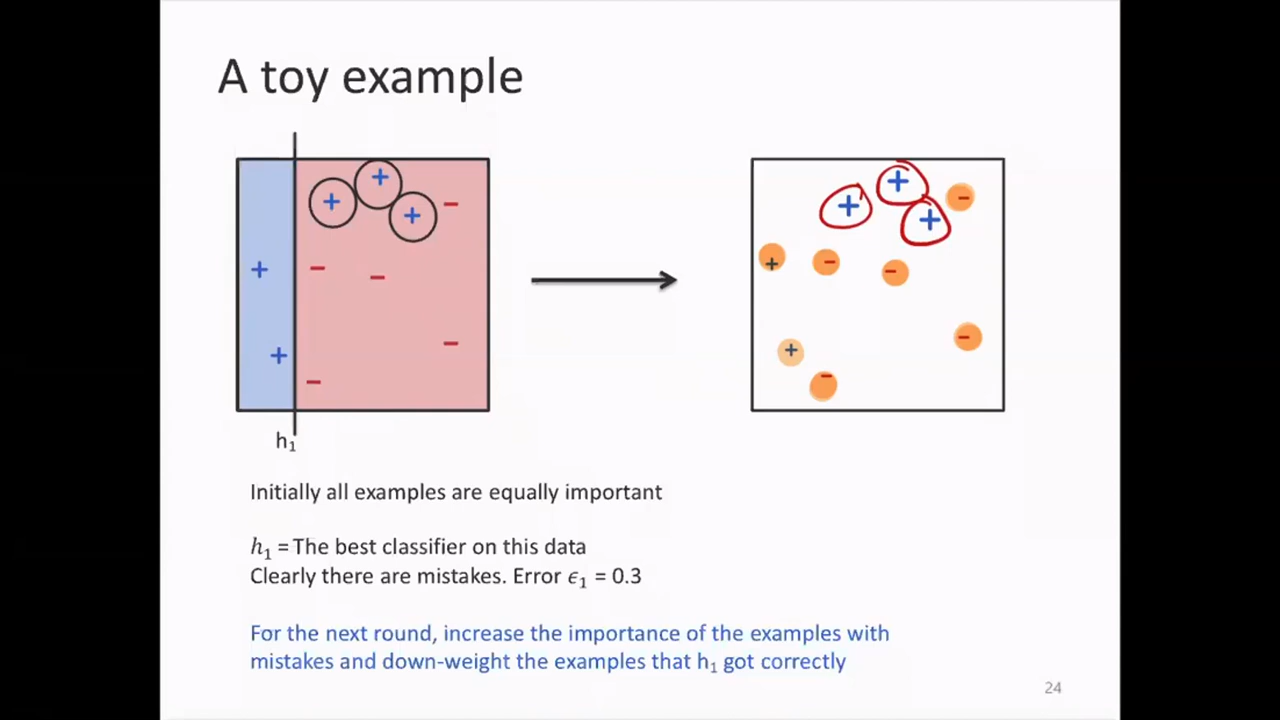 A toy example
h₁
Initially all examples are equally important
h₁ = The best classifier on this data
Clearly there are mistakes. Error ϵ₁ = 0.3
For the next round, increase the importance of the examples with
mistakes and down-weight the examples that h₁ got correctly
24